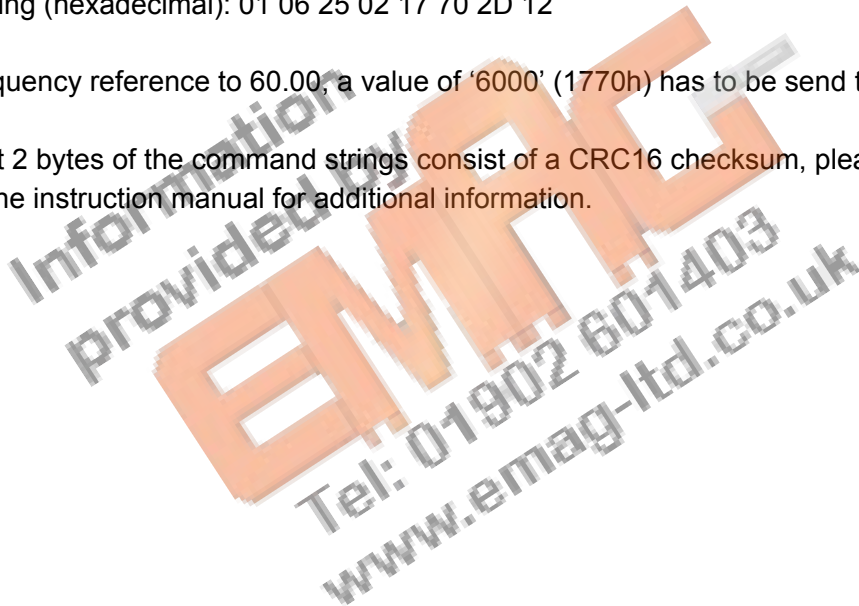 ing (hexadecimal): 01 06 25 02 17 70 2D 12
quency reference to 60.00, a value of ‘6000’ (1770h) has to be send t
t 2 bytes of the command strings consist of a CRC16 checksum, plea
he instruction manual for additional information.
Information
provided by
EMAG
Tel: 01902 601403
www.emag-ltd.co.uk